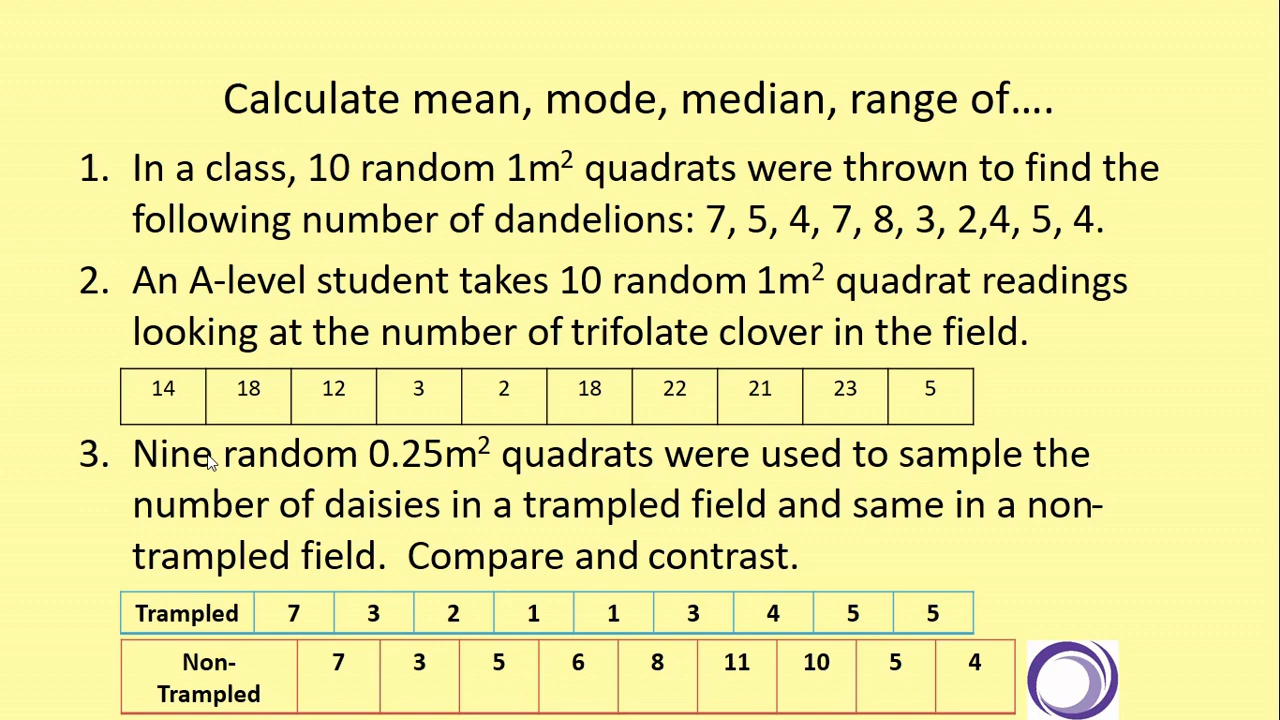 Calculate mean, mode, median, range of….
1. In a class, 10 random 1m² quadrats were thrown to find the
following number of dandelions: 7, 5, 4, 7, 8, 3, 2,4, 5, 4.
2. An A-level student takes 10 random 1m² quadrat readings
looking at the number of trifolate clover in the field.
14 18 12 3 2 18 22 21 23 5
3. Nine random 0.25m² quadrats were used to sample the
number of daisies in a trampled field and same in a non-
trampled field. Compare and contrast.
Trampled 7 3 2 1 1 3 4 5 5
Non- 7 3 5 6 8 11 10 5 4
Trampled